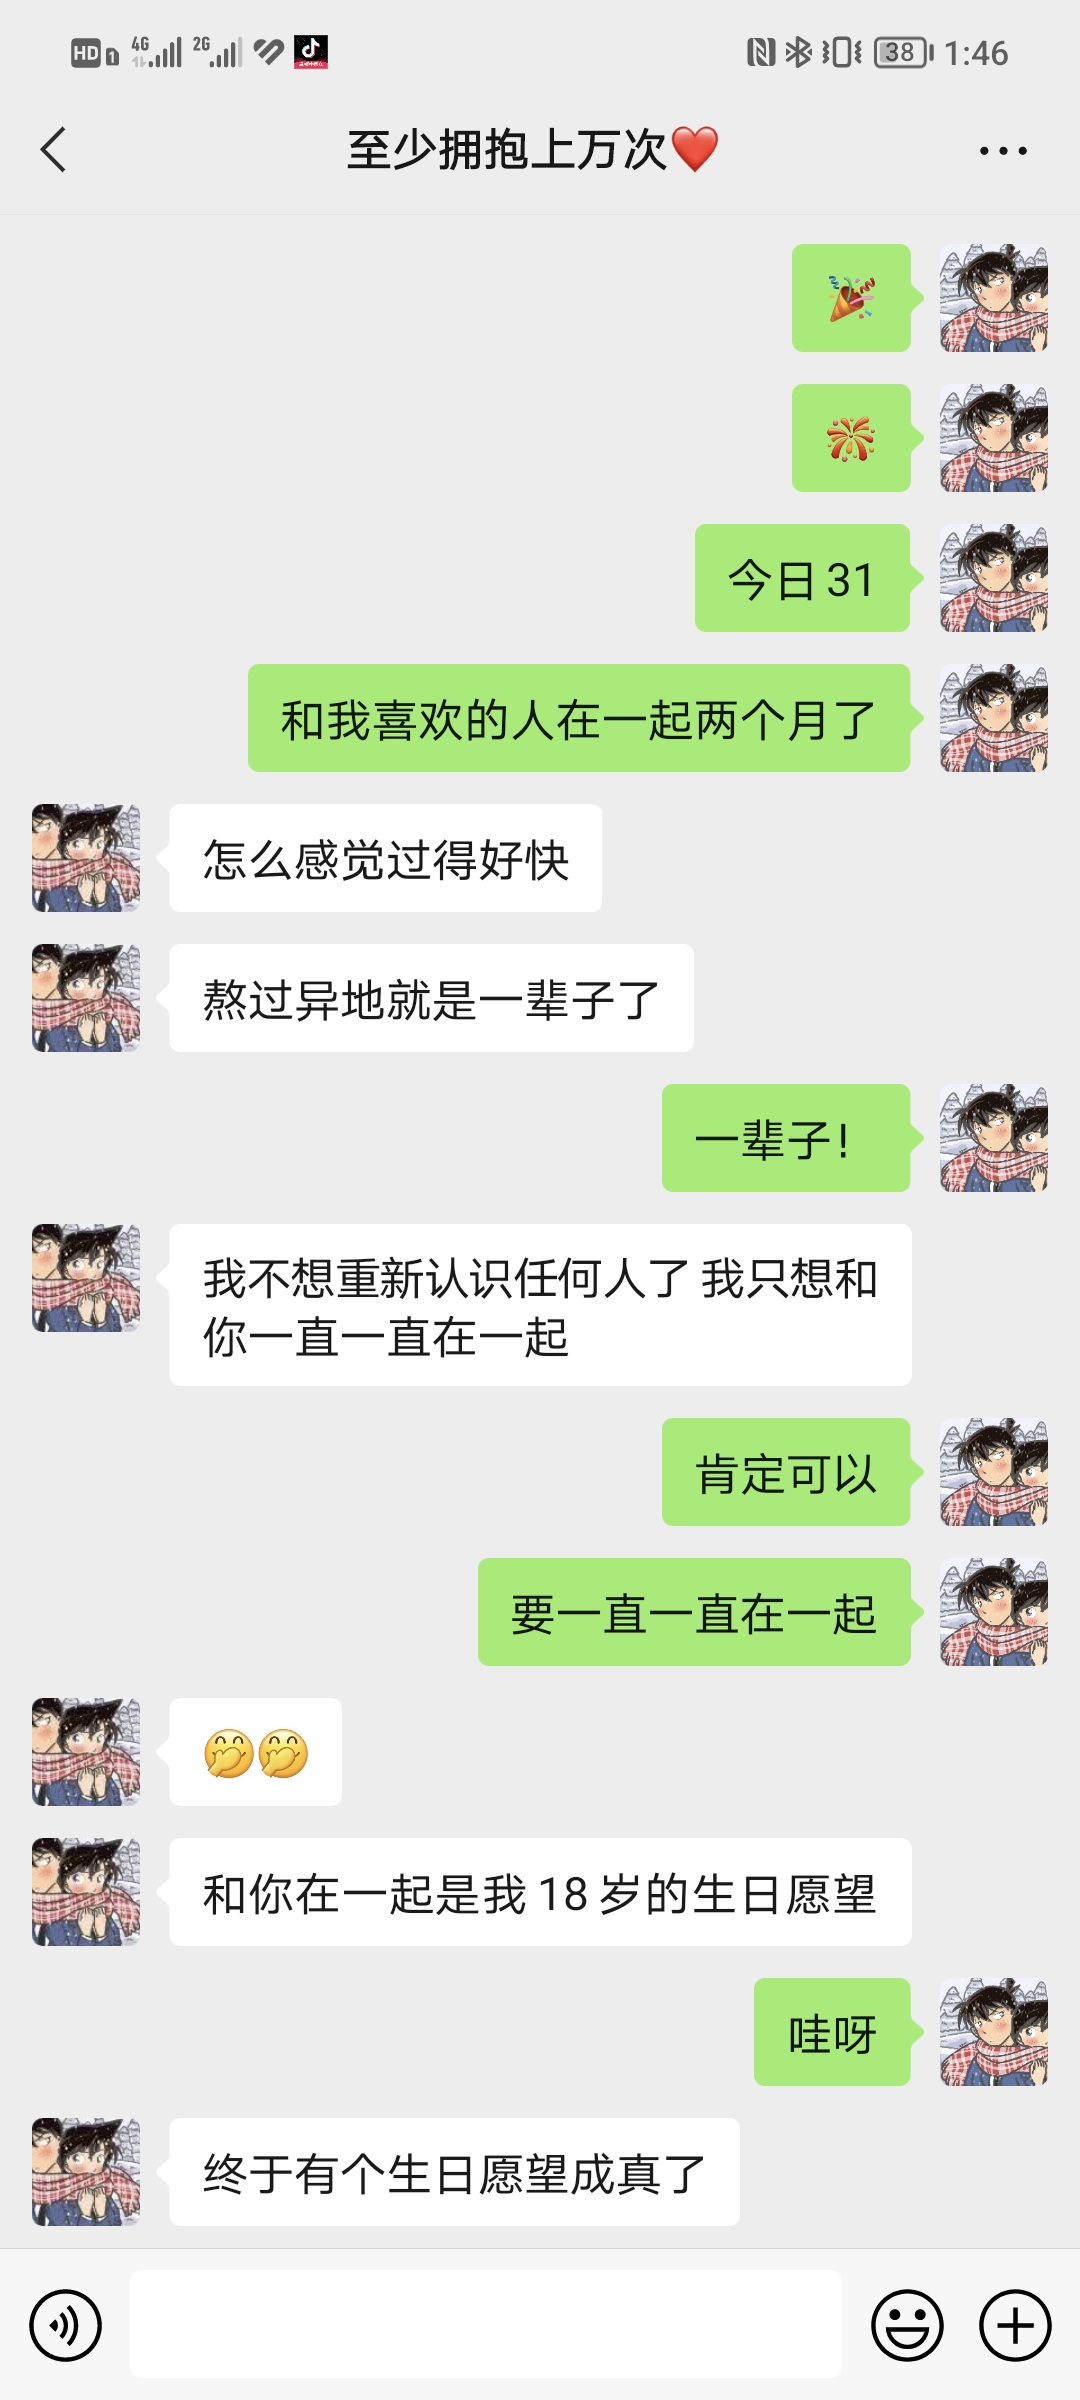 HD 1 4G 2G 38 1:46
至少拥抱上万次❤️
🎉
🎆
今日31
和我喜欢的人在一起两个月了
怎么感觉过得好快
熬过异地就是一辈子了
一辈子!
我不想重新认识任何人了 我只想和
你一直一直在一起
肯定可以
要一直一直在一起
🤭🤭
和你在一起是我18岁的生日愿望
哇呀
终于有个生日愿望成真了